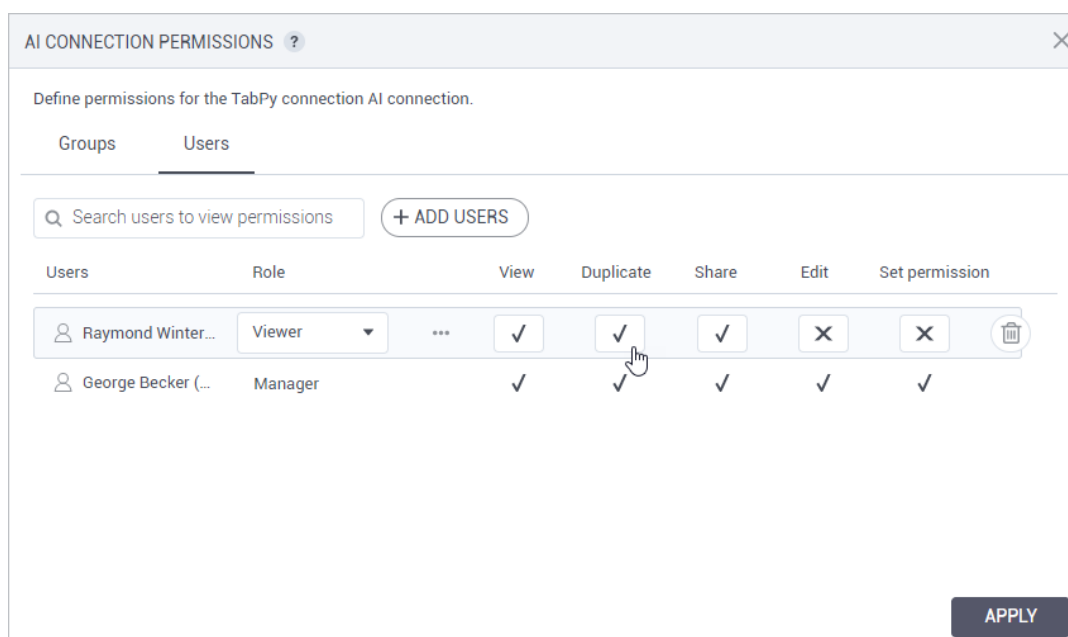 AI CONNECTION PERMISSIONS ?
Define permissions for the TabPy connection AI connection.
Groups Users
Search users to view permissions + ADD USERS
Users Role View Duplicate Share Edit Set permission
Raymond Winter... Viewer ...
George Becker (... Manager
APPLY